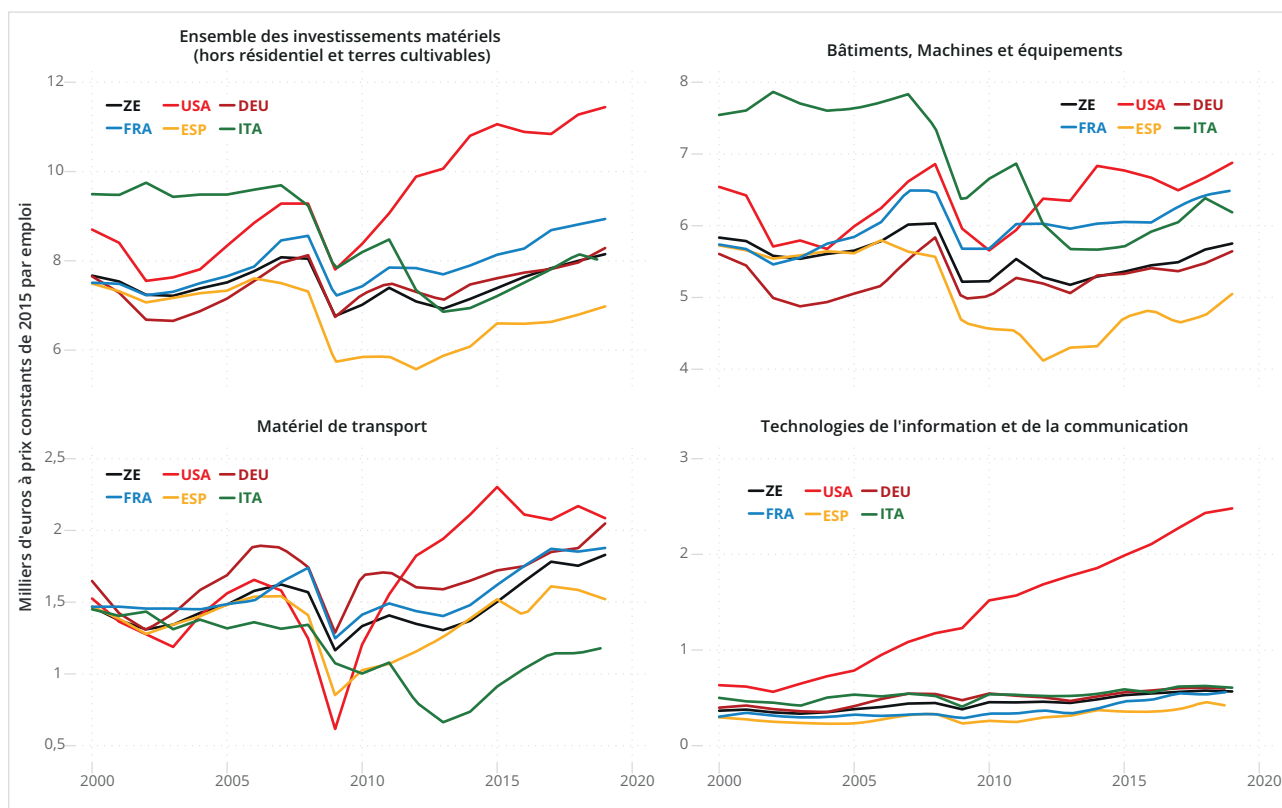 Milliers d'euros à prix constants de 2015 par emploi
Ensemble des investissements matériels
(hors résidentiel et terres cultivables)
12
10
8
6
ZE USA DEU
FRA ESP ITA
Bâtiments, Machines et équipements
8
7
6
5
4
ZE USA DEU
FRA ESP ITA
Matériel de transport
2,5
2
1,5
1
0,5
ZE USA DEU
FRA ESP ITA
2000 2005 2010 2015 2020
Technologies de l'information et de la communication
3
2
1
0
ZE USA DEU
FRA ESP ITA
2000 2005 2010 2015 2020